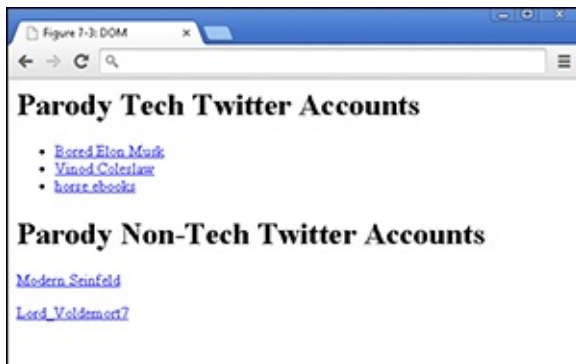 Figure 7-3: DOM
Parody Tech Twitter Accounts
Bored Elon Musk
Vinod Coleslaw
horse ebooks
Parody Non-Tech Twitter Accounts
Modern Seinfeld
Lord_Voldemort7